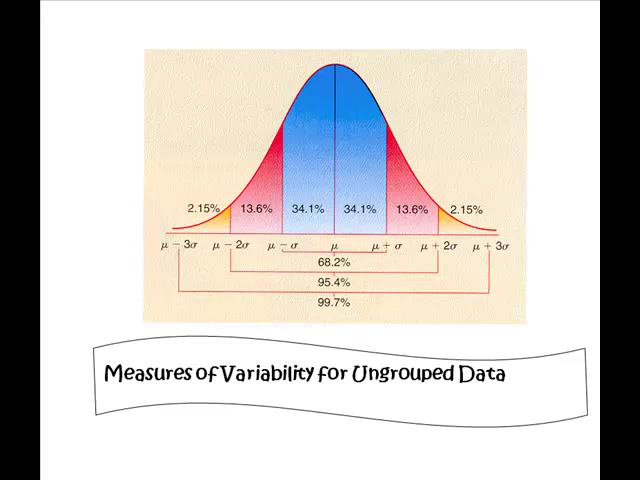 2.15% 13.6% 34.1% 34.1% 13.6% 2.15%
μ − 3σ μ − 2σ μ − σ μ μ + σ μ + 2σ μ + 3σ
68.2%
95.4%
99.7%
Measures of Variability for Ungrouped Data